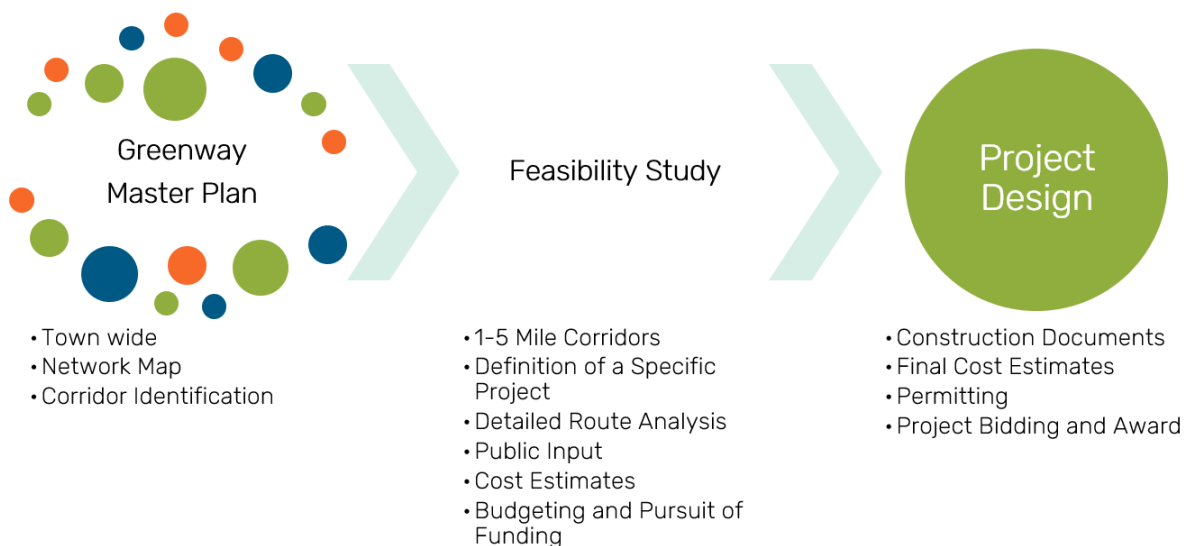 Greenway
Master Plan
• Town wide
• Network Map
• Corridor Identification
Feasibility Study
• 1-5 Mile Corridors
• Definition of a Specific
Project
• Detailed Route Analysis
• Public Input
• Cost Estimates
• Budgeting and Pursuit of
Funding
Project
Design
• Construction Documents
• Final Cost Estimates
• Permitting
• Project Bidding and Award